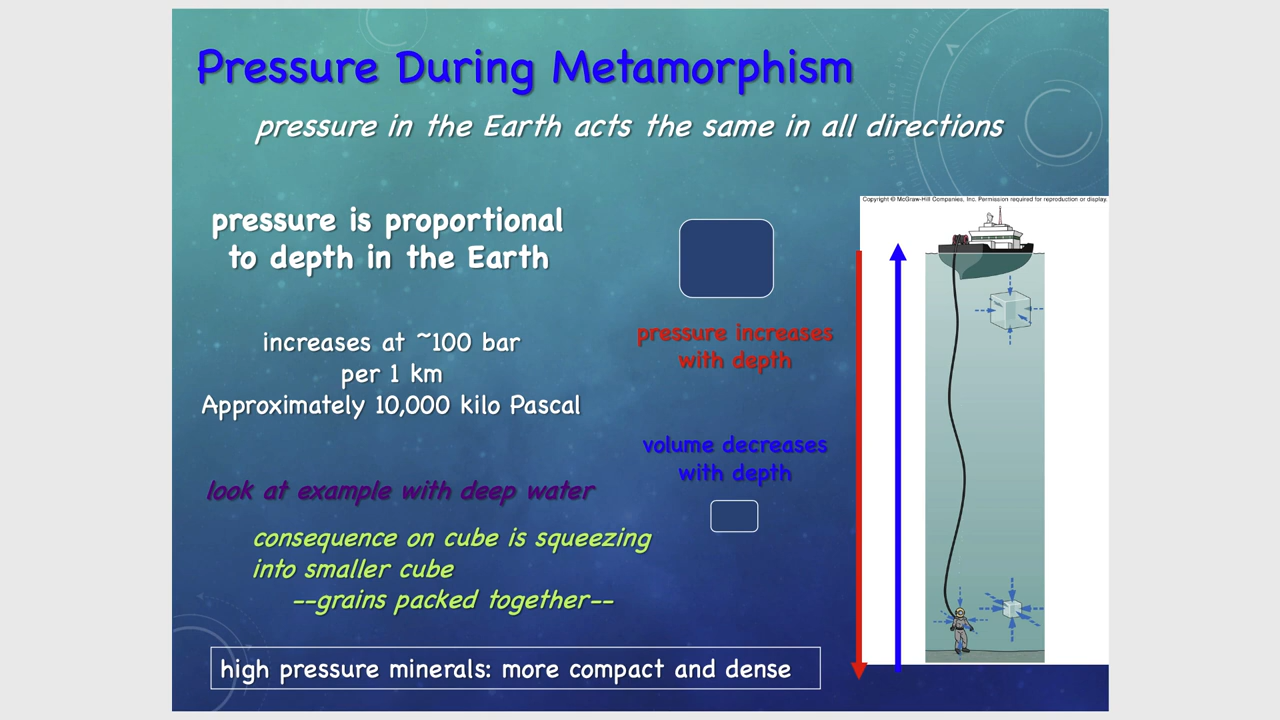 Pressure During Metamorphism
pressure in the Earth acts the same in all directions
Copyright © McGraw-Hill Companies, Inc. Permission required for reproduction or display.
pressure is proportional
to depth in the Earth
increases at ~100 bar
per 1 km
Approximately 10,000 kilo Pascal
pressure increases
with depth
volume decreases
with depth
look at example with deep water
consequence on cube is squeezing
into smaller cube
--grains packed together--
high pressure minerals: more compact and dense